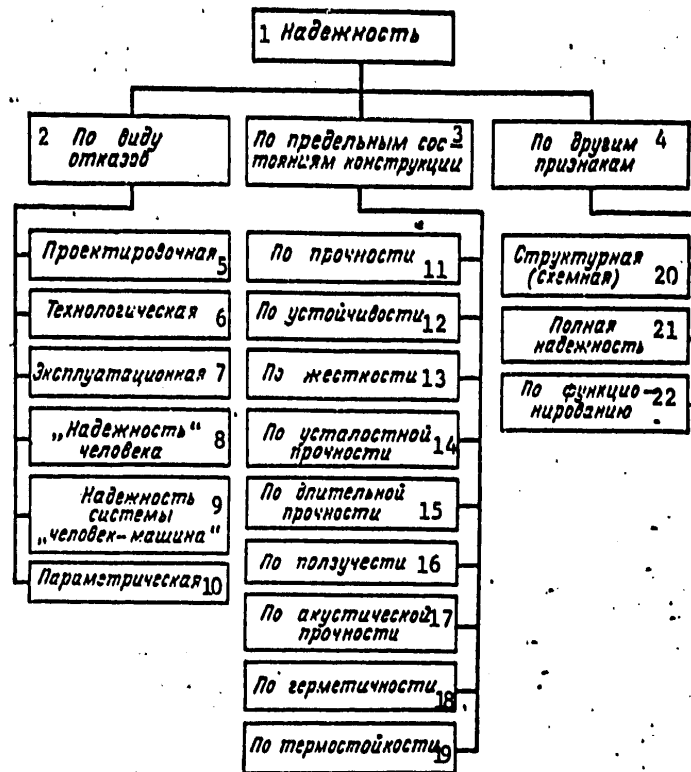 1 Надежность
2 По виду
отказов
По предельным сос- 3
тояниям конструкции
По другим 4
признакам
Проектировочная 5
Технологическая 6
Эксплуатационная 7
„Надежность“ 8
человека
Надежность 9
системы
„человек-машина“
Параметрическая 10
По прочности 11
По устойчивости 12
По жесткости 13
По усталостной 14
прочности
По длительной 15
прочности
По ползучести 16
По акустической 17
прочности
По герметичности 18
По термостойкости 19
Структурная
(схемная) 20
Полная 21
надежность
По функцио- 22
нированию